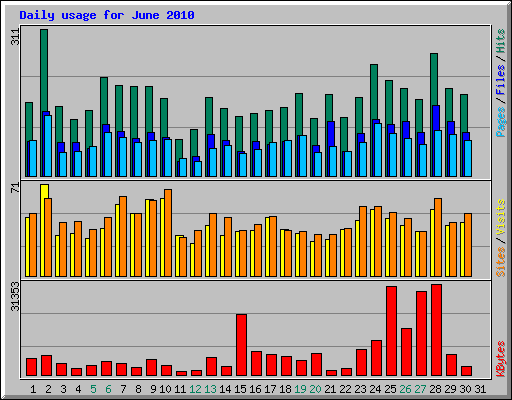 Daily usage for June 2010
311
Pages / Files / Hits
71
Sites / Visits
31353
KBytes
1 2 3 4 5 6 7 8 9 10 11 12 13 14 15 16 17 18 19 20 21 22 23 24 25 26 27 28 29 30 31